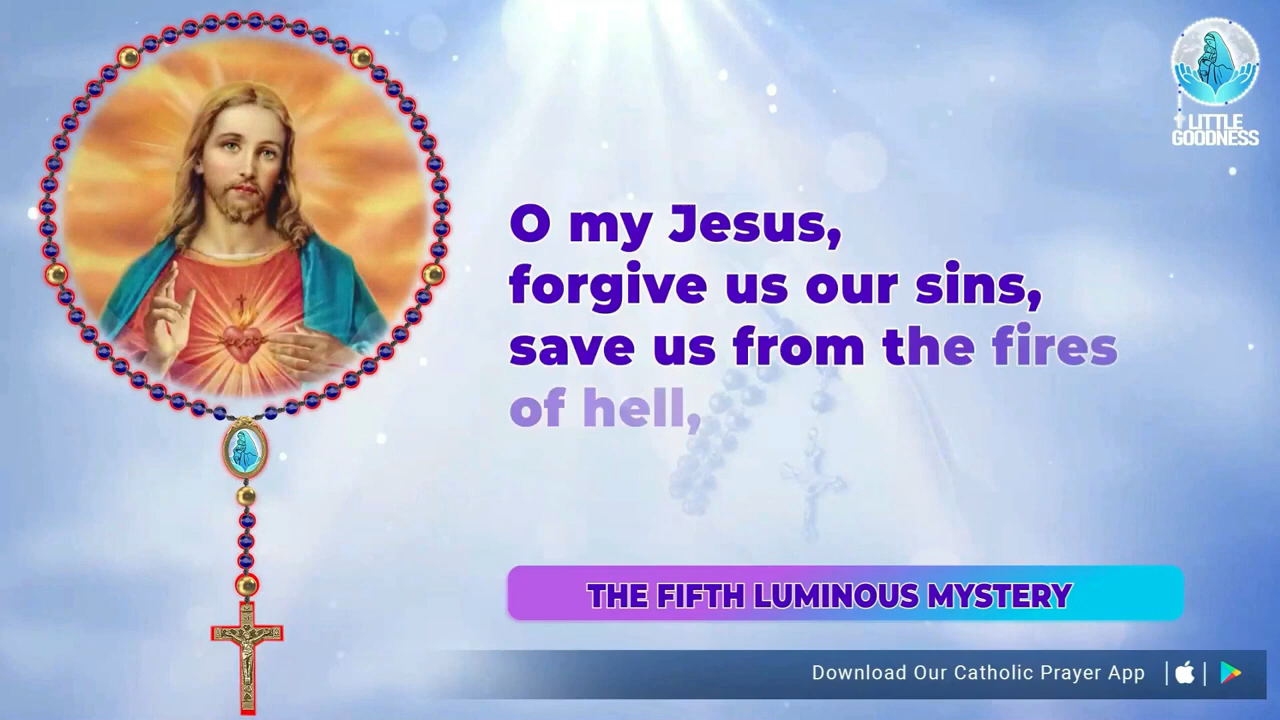 LITTLE
GOODNESS
O my Jesus,
forgive us our sins,
save us from the fires
of hell,
THE FIFTH LUMINOUS MYSTERY
Download Our Catholic Prayer App